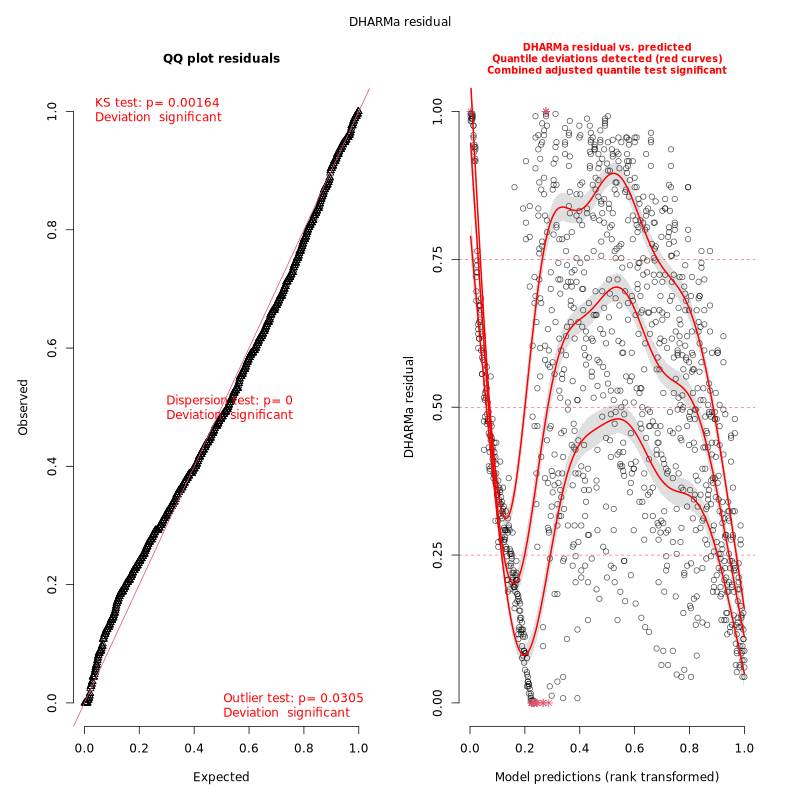 DHARMa residual
QQ plot residuals
KS test: p= 0.00164
Deviation significant
Dispersion test: p= 0
Deviation significant
Outlier test: p= 0.0305
Deviation significant
Observed
0.0
0.2
0.4
0.6
0.8
1.0
0.0
0.2
0.4
0.6
0.8
1.0
Expected
DHARMa residual vs. predicted
Quantile deviations detected (red curves)
Combined adjusted quantile test significant
DHARMa residual
0.00
0.25
0.50
0.75
1.00
0.0
0.2
0.4
0.6
0.8
1.0
Model predictions (rank transformed)